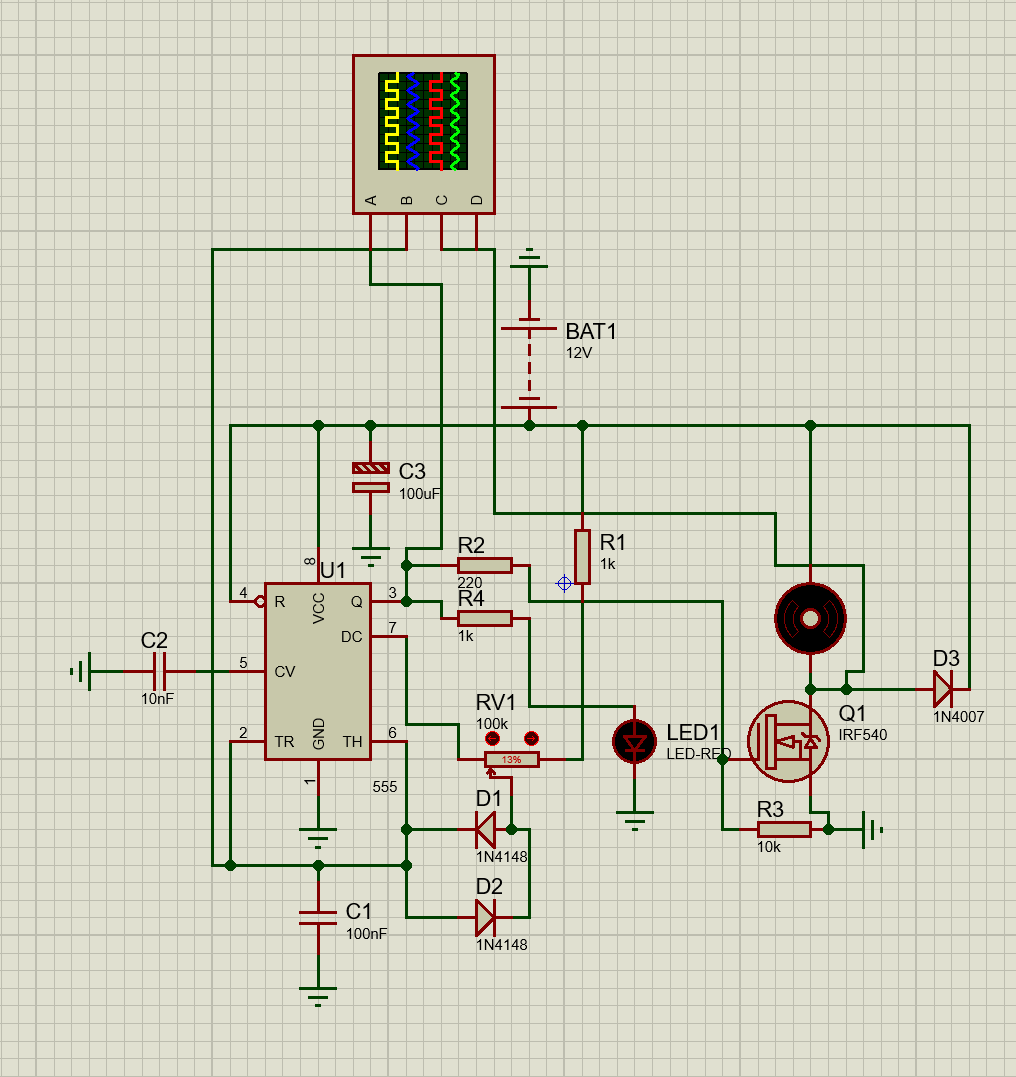 A B C D
BAT1
12V
C3
100uF
R2
220
R1
1k
8
U1
4
R
VCC
Q
3
R4
1k
7
DC
C2
10nF
5
CV
D3
1N4007
RV1
100k
13%
Q1
IRF540
LED1
LED-RED
2
TR
GND
TH
6
1
555
D1
1N4148
R3
10k
D2
1N4148
C1
100nF